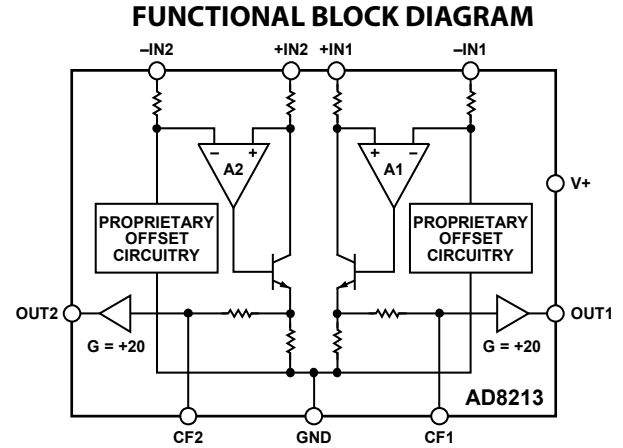 FUNCTIONAL BLOCK DIAGRAM
–IN2 +IN2 +IN1 –IN1
– + + –
A2 A1
V+
PROPRIETARY
OFFSET
CIRCUITRY
PROPRIETARY
OFFSET
CIRCUITRY
OUT2 OUT1
G = +20 G = +20
AD8213
CF2 GND CF1